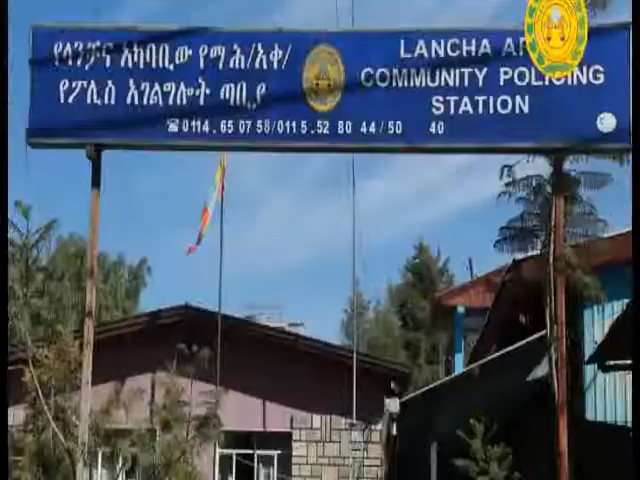 የላንቻና አካባቢው የማሕ/አቀ/
የፖሊስ አገልግሎት ጣቢያ
LANCHA
COMMUNITY POLICING
STATION
☎0114.65 07 58/0115.52 80 44/50 40